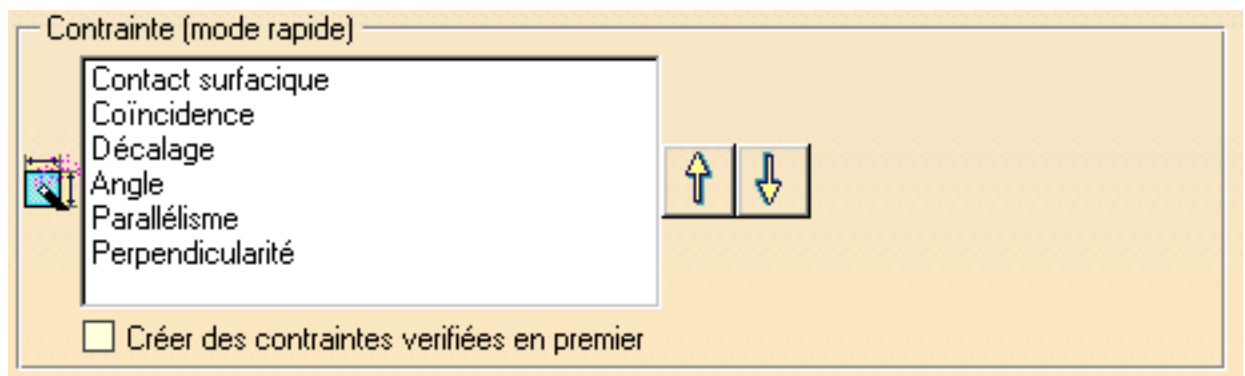 Contrainte (mode rapide)
Contact surfacique
Coïncidence
Décalage
Angle
Parallélisme
Perpendicularité
Créer des contraintes verifiées en premier